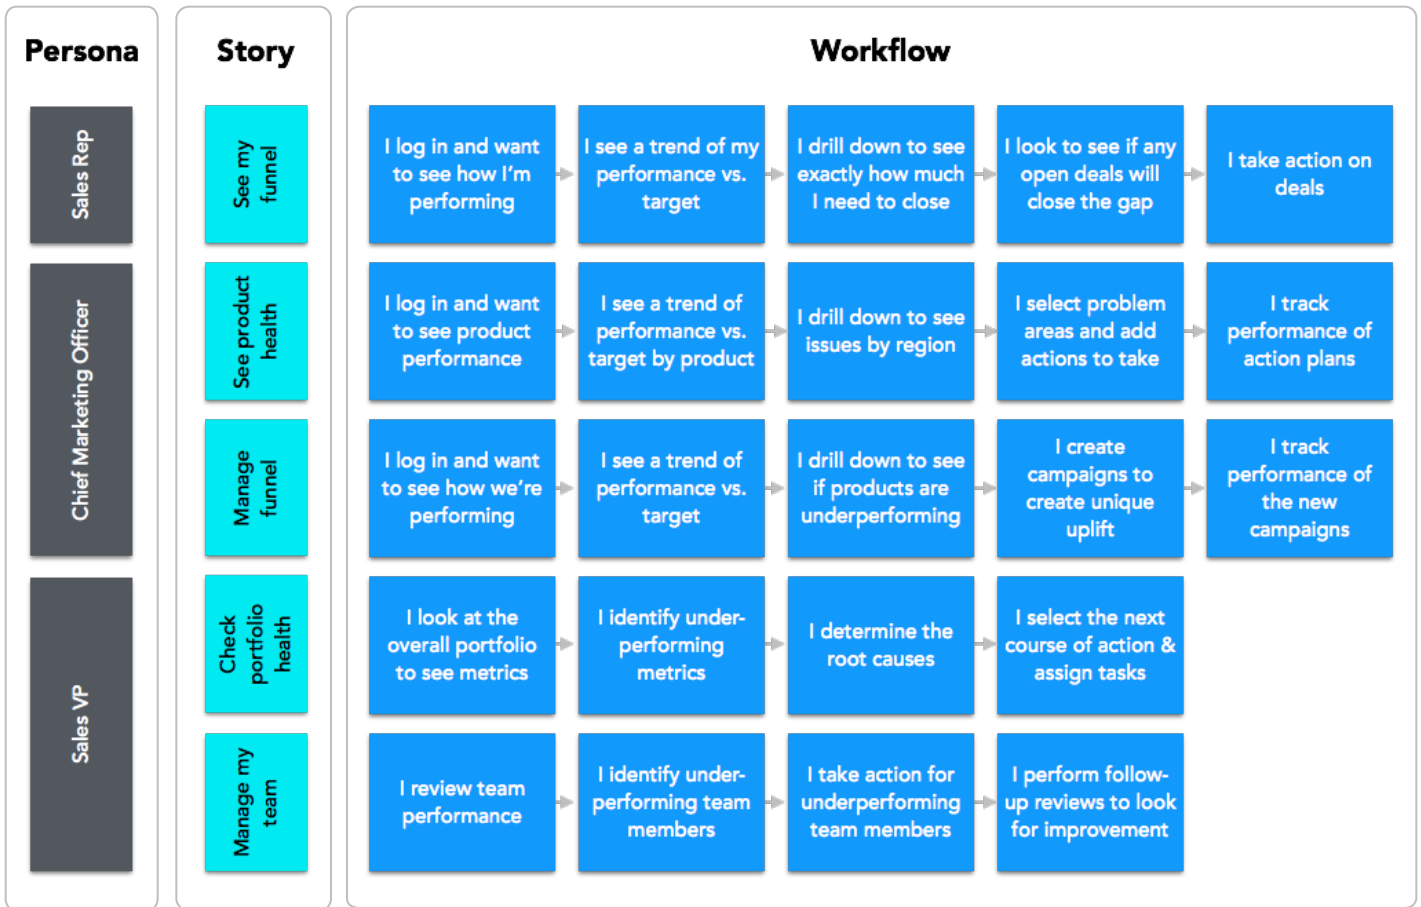 Persona
Story
Workflow
Sales Rep
See my
funnel
I log in and want
to see how I'm
performing
I see a trend of my
performance vs.
target
I drill down to see
exactly how much
I need to close
I look to see if any
open deals will
close the gap
I take action on
deals
Chief Marketing Officer
See product
health
I log in and want
to see product
performance
I see a trend of
performance vs.
target by product
I drill down to see
issues by region
I select problem
areas and add
actions to take
I track
performance of
action plans
Manage
funnel
I log in and want
to see how we're
performing
I see a trend of
performance vs.
target
I drill down to see
if products are
underperforming
I create
campaigns to
create unique
uplift
I track
performance of
the new
campaigns
Sales VP
Check
portfolio
health
I look at the
overall portfolio
to see metrics
I identify under-
performing
metrics
I determine the
root causes
I select the next
course of action &
assign tasks
Manage my
team
I review team
performance
I identify under-
performing team
members
I take action for
underperforming
team members
I perform follow-
up reviews to look
for improvement